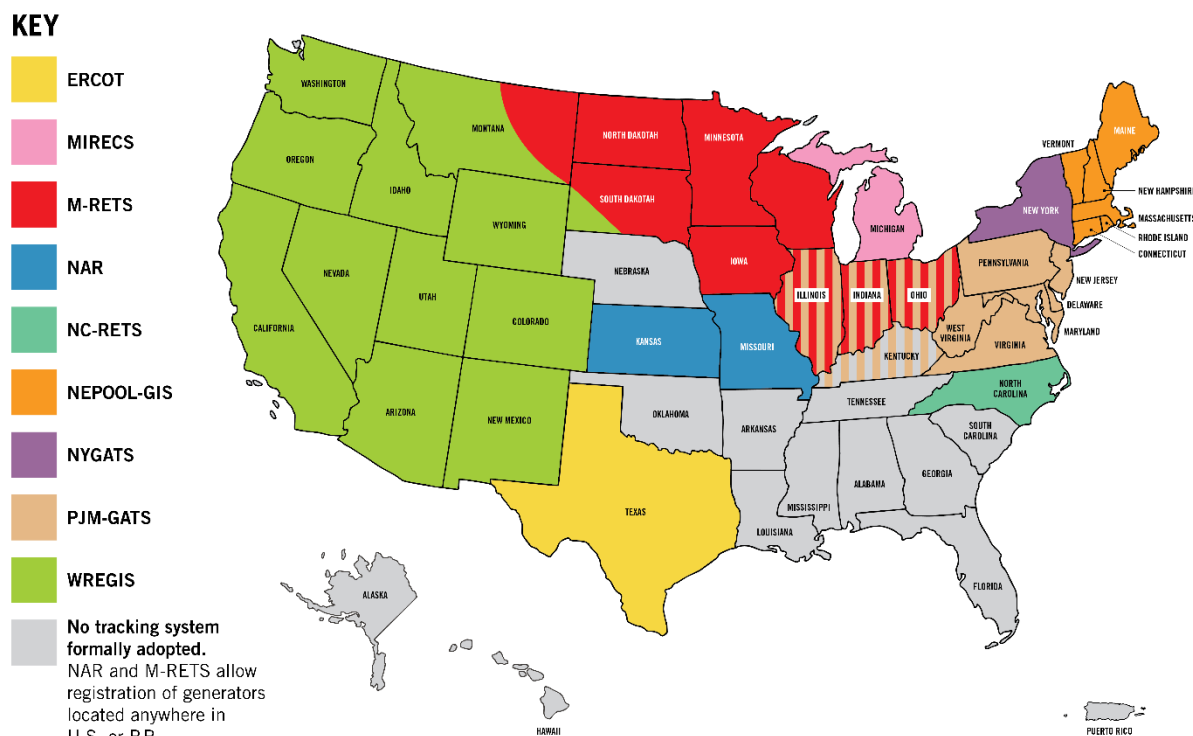 KEY
ERCOT
MIRECS
M-RETS
NAR
NC-RETS
NEPOOL-GIS
NYGATS
PJM-GATS
WREGIS
No tracking system
formally adopted.
NAR and M-RETS allow
registration of generators
located anywhere in
U.S. or P.R.
WASHINGTON
OREGON
IDAHO
MONTANA
NORTH DAKOTAH
MINNESOTA
SOUTH DAKOTAH
WYOMING
NEVADA
UTAH
COLORADO
CALIFORNIA
ARIZONA
NEW MEXICO
NEBRASKA
IOWA
KANSAS
MISSOURI
OKLAHOMA
ARKANSAS
TEXAS
LOUISIANA
MICHIGAN
ILLINOIS
INDIANA
OHIO
KENTUCKY
TENNESSEE
MISSISSIPPI
ALABAMA
GEORGIA
FLORIDA
SOUTH
CAROLINA
NORTH
CAROLINA
WEST
VIRGINIA
VIRGINIA
PENNSYLVANIA
NEW YORK
VERMONT
MAINE
NEW HAMPSHIRE
MASSACHUSETTS
RHODE ISLAND
CONNECTICUT
NEW JERSEY
DELAWARE
MARYLAND
ALASKA
HAWAII
PUERTO RICO